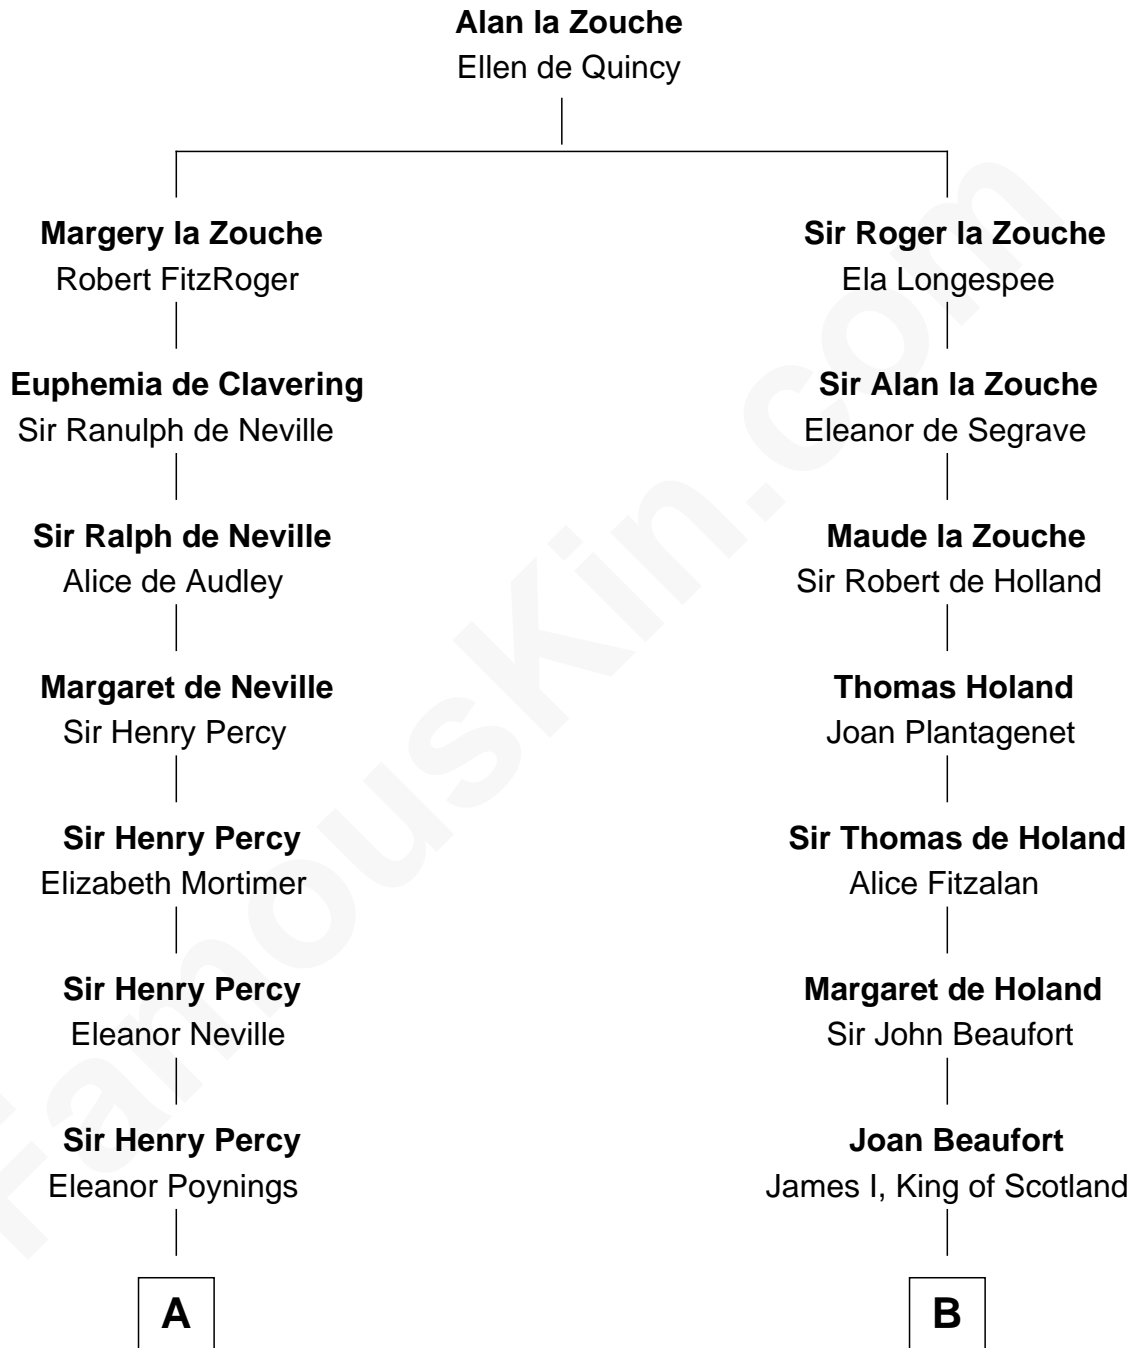 Alan la Zouche
Ellen de Quincy
Margery la Zouche
Robert FitzRoger
Euphemia de Clavering
Sir Ranulph de Neville
Sir Ralph de Neville
Alice de Audley
Margaret de Neville
Sir Henry Percy
Sir Henry Percy
Elizabeth Mortimer
Sir Henry Percy
Eleanor Neville
Sir Henry Percy
Eleanor Poynings
A
Sir Roger la Zouche
Ela Longespee
Sir Alan la Zouche
Eleanor de Segrave
Maude la Zouche
Sir Robert de Holland
Thomas Holand
Joan Plantagenet
Sir Thomas de Holand
Alice Fitzalan
Margaret de Holand
Sir John Beaufort
Joan Beaufort
James I, King of Scotland
B
FamousKin.com